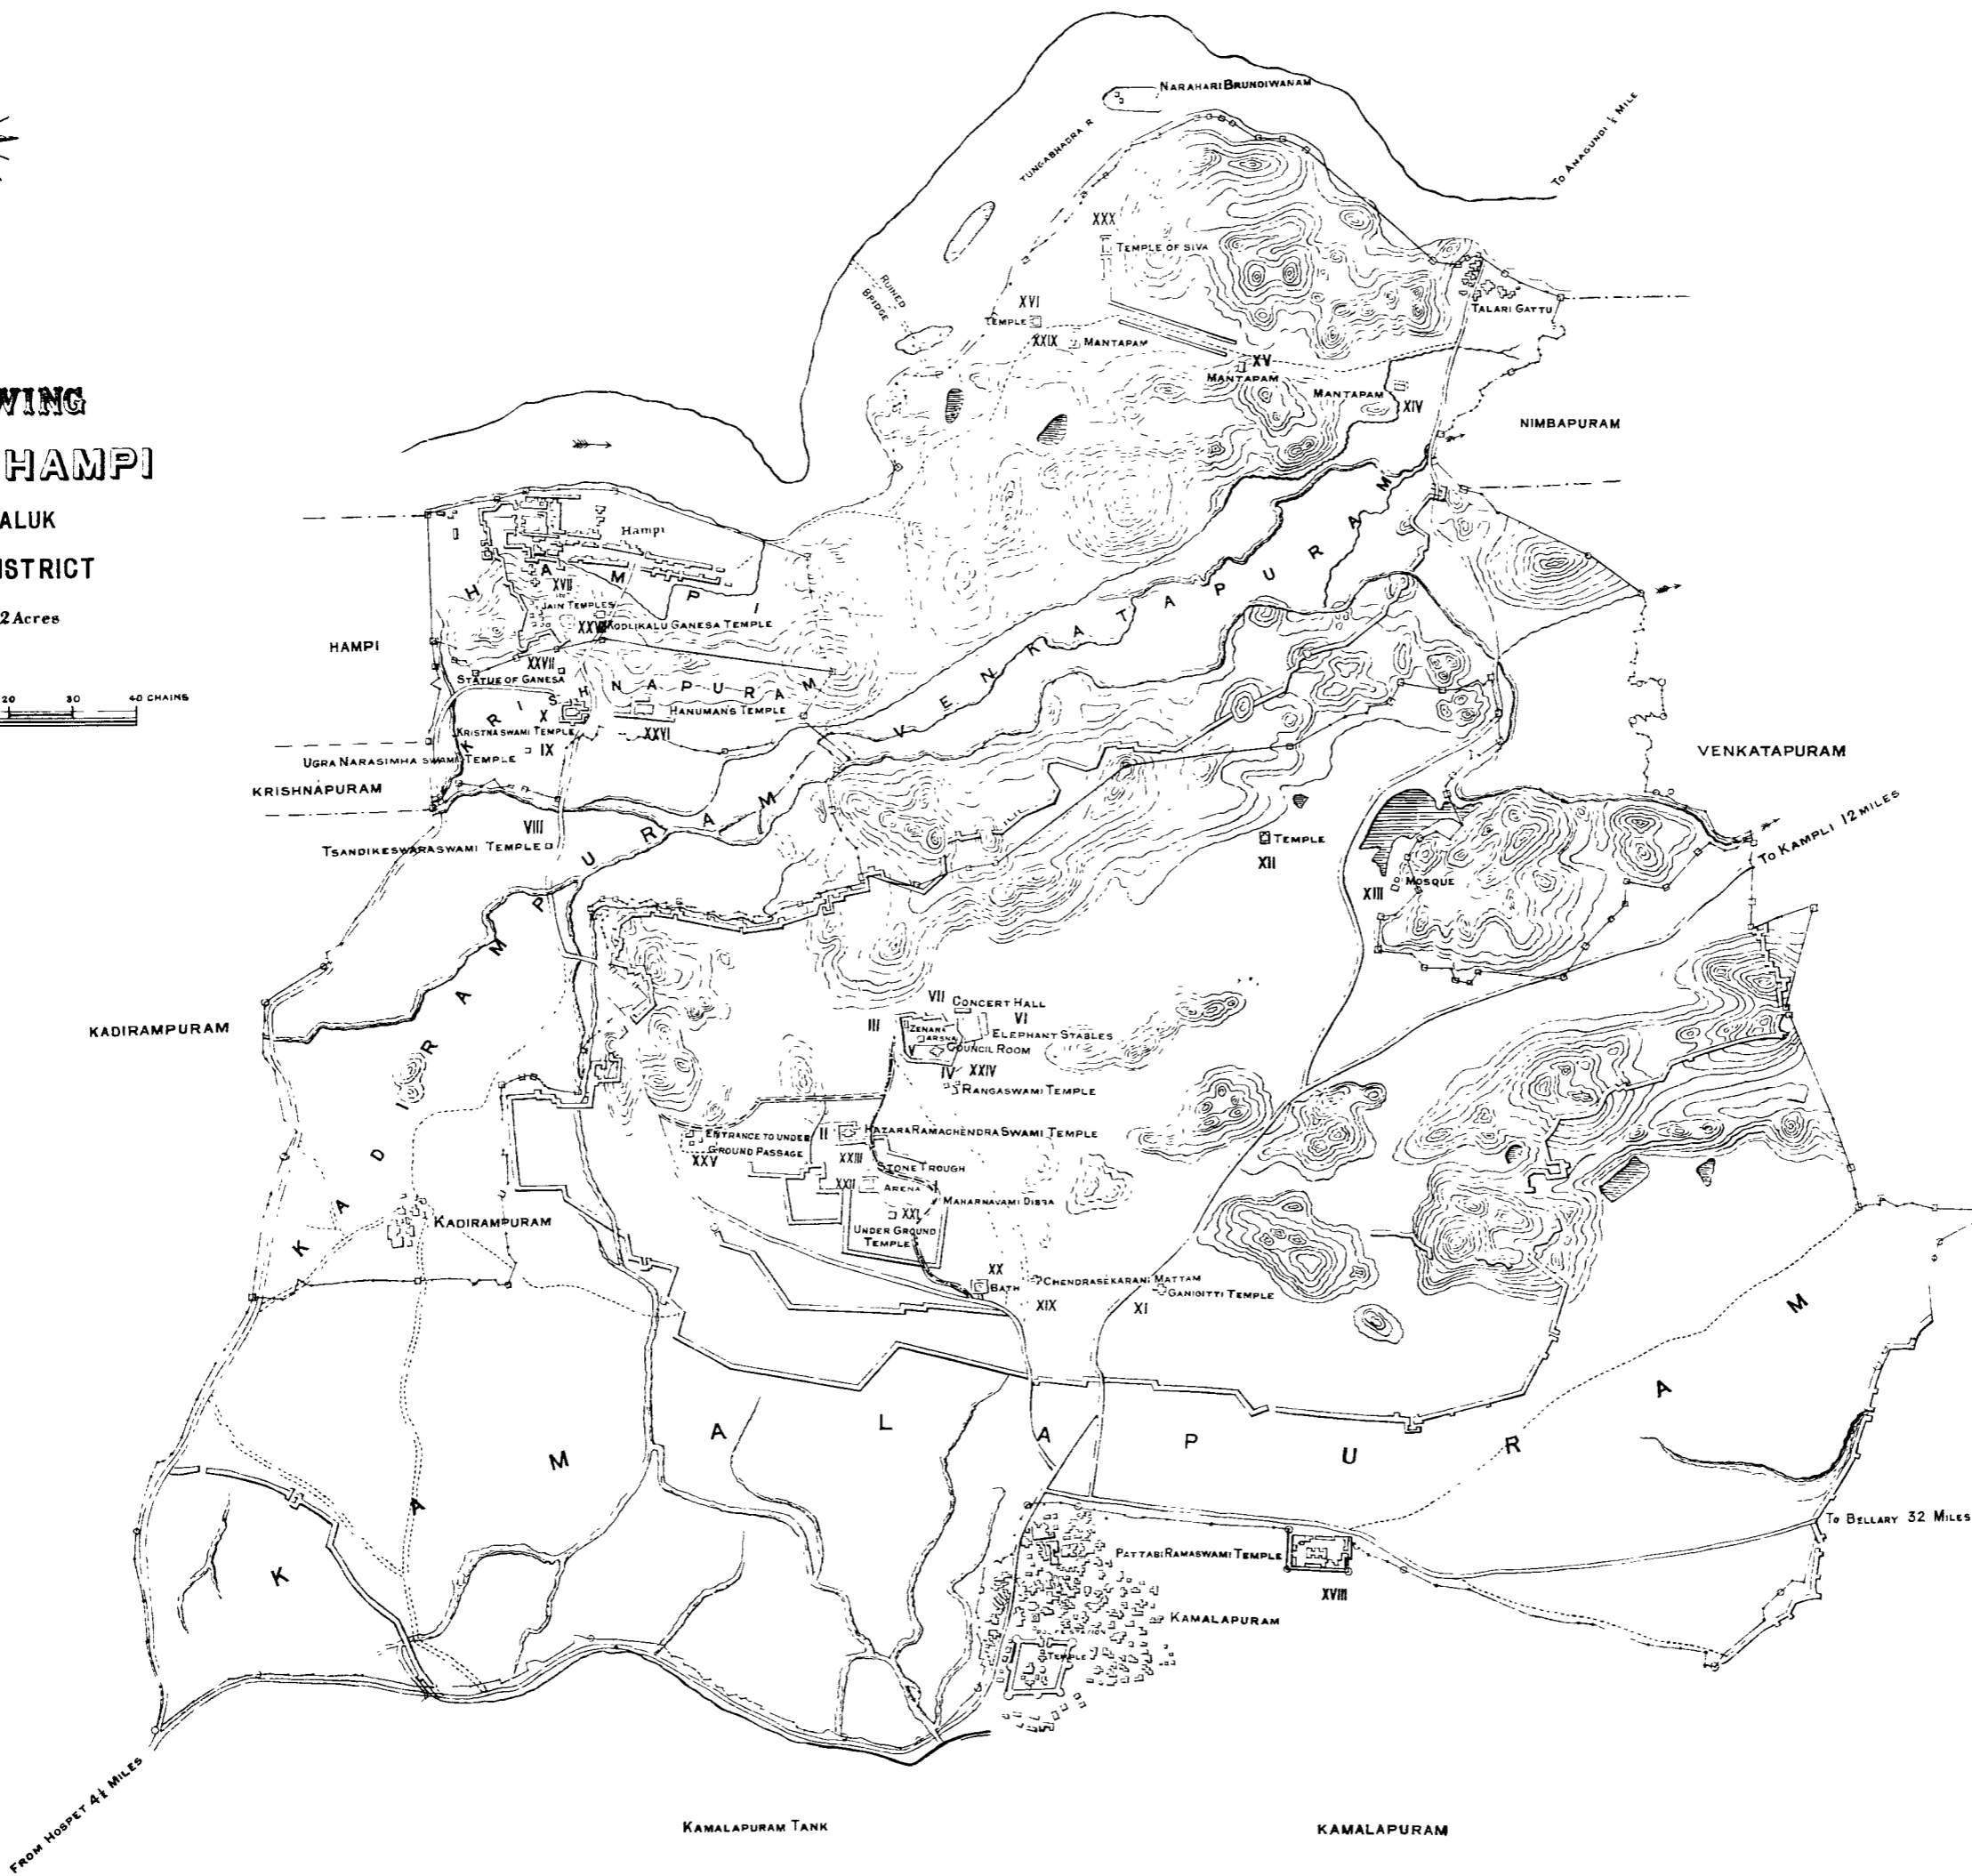 WING
HAMPI
ALUK
ISTRICT
2 Acres
20 30 40 CHAINS
NARAHARI BRUNDIWANAM
TUNGABHADRA R
TO ANAGUNDI ½ MILE
XXX
TEMPLE OF SIVA
RUINED
BRIDGE
XVI
TEMPLE
XXIX
MANTAPAM
TALARI GATTU
XV
MANTAPAM
MANTAPAM
XIV
NIMBAPURAM
Hampi
HAMPI
XVII
JAIN TEMPLES
KODLIKALU GANESA TEMPLE
HAMPI
XXVII
STATUE OF GANESA
KRISHNAPURAM
X
HANUMAN'S TEMPLE
KRISTNASWAMI TEMPLE
XXVI
IX
UGRA NARASIMHA SWAMI TEMPLE
KRISHNAPURAM
VENKATAPURAM
VENKATAPURAM
VIII
TSANDIKESWARASWAMI TEMPLE
TEMPLE
XII
TO KAMPLI 12 MILES
XIII
MOSQUE
KADIRAMPURAM
KADIRAMPURAM
VII
CONCERT HALL
III
VI
ZENANA
ELEPHANT STABLES
V
COUNCIL ROOM
IV
XXIV
RANGASWAMI TEMPLE
ENTRANCE TO UNDER
GROUND PASSAGE
XXV
II
HAZARA RAMACHENDRA SWAMI TEMPLE
XXIII
STONE TROUGH
XXII
ARENA
MAHARNAVAMI DIBBA
XXI
UNDER GROUND
TEMPLE
KADIRAMPURAM
XX
BATH
CHENDRASEKARANI MATTAM
XIX
XI
GANIGITTI TEMPLE
KAMALAPURAM
TO BELLARY 32 MILES
PATTABI RAMASWAMI TEMPLE
XVIII
KAMALAPURAM
TEMPLE
FROM HOSPET 4½ MILES
KAMALAPURAM TANK
KAMALAPURAM